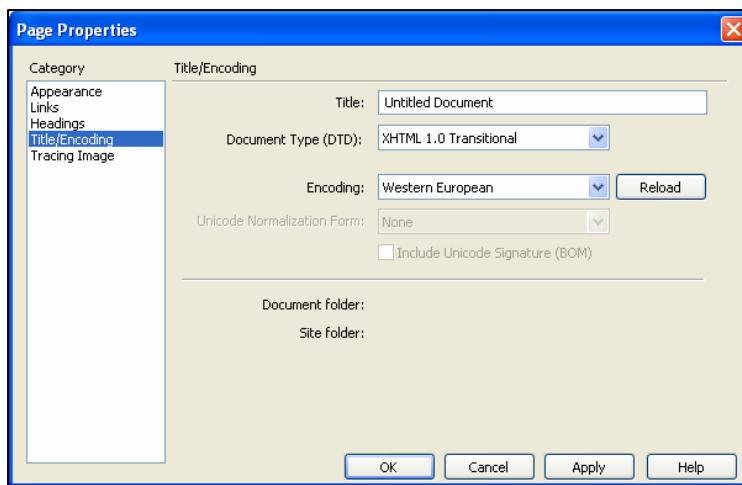 Page Properties
Category
Title/Encoding
Appearance
Links
Headings
Title/Encoding
Tracing Image
Title: Untitled Document
Document Type (DTD): XHTML 1.0 Transitional
Encoding: Western European Reload
Unicode Normalization Form: None
Include Unicode Signature (BOM)
Document folder:
Site folder:
OK Cancel Apply Help